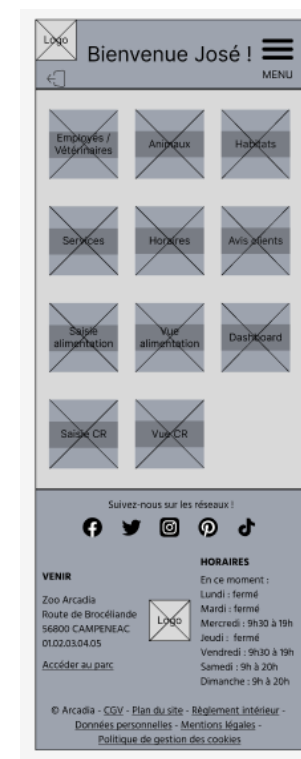 Logo
Bienvenue José !
MENU
Employés /
Vétérinaires
Animaux
Habitats
Services
Horaires
Avis clients
Saisie
alimentation
Vue
alimentation
Dashboard
Saisie CR
Vue CR
Suivez-nous sur les réseaux !
VENIR
Zoo Arcadia
Route de Brocéliande
56800 CAMPENEAC
01.02.03.04.05
Accéder au parc
Logo
HORAIRES
En ce moment :
Lundi : fermé
Mardi : fermé
Mercredi : 9h30 à 19h
Jeudi : fermé
Vendredi : 9h30 à 19h
Samedi : 9h à 20h
Dimanche : 9h à 20h
© Arcadia - CGV - Plan du site - Règlement intérieur -
Données personnelles - Mentions légales -
Politique de gestion des cookies